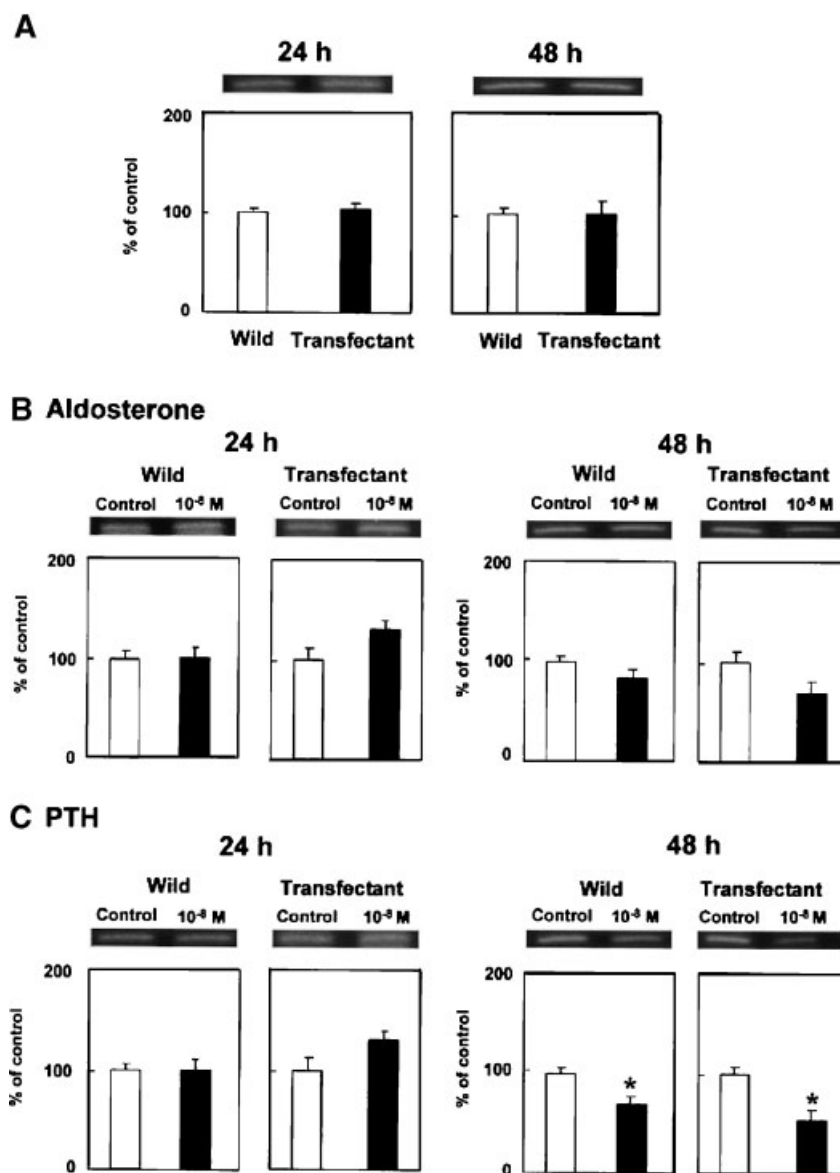 A
24 h 48 h
200
100
0
% of control
Wild Transfectant Wild Transfectant
B Aldosterone
24 h 48 h
Wild Transfectant Wild Transfectant
Control 10⁻⁸ M Control 10⁻⁸ M Control 10⁻⁸ M Control 10⁻⁸ M
200 200
100 100
0 0
% of control % of control
C PTH
24 h 48 h
Wild Transfectant Wild Transfectant
Control 10⁻⁸ M Control 10⁻⁸ M Control 10⁻⁸ M Control 10⁻⁸ M
200 200
100 100
0 0
% of control % of control
* *